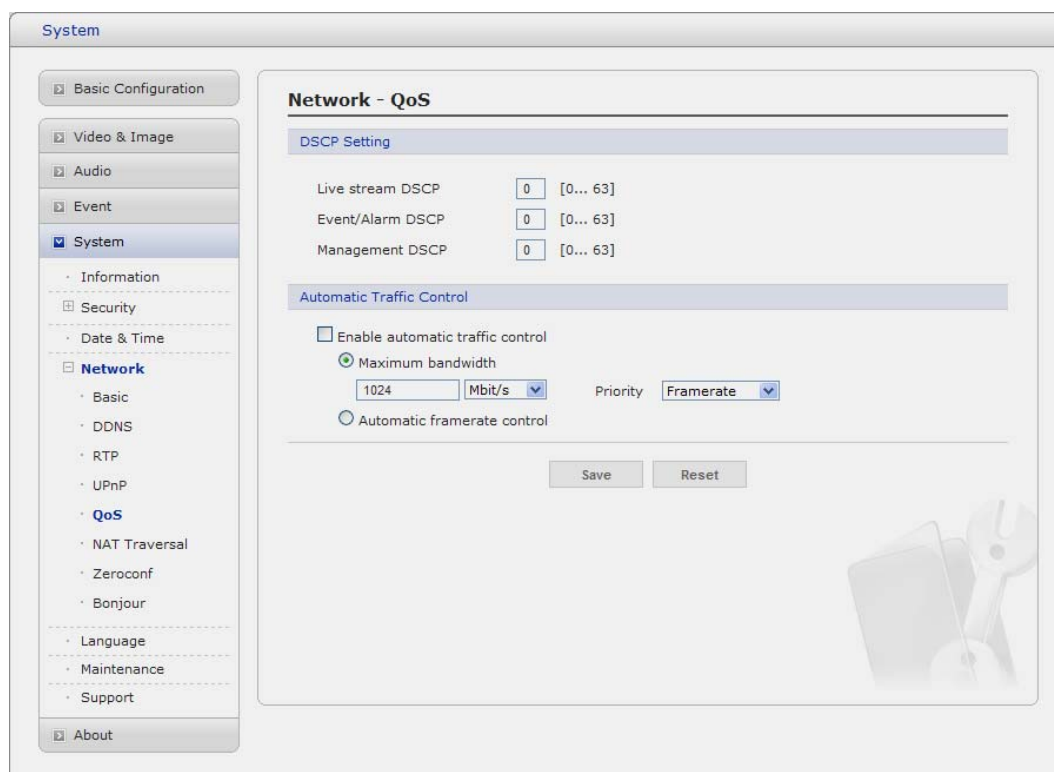 System
Basic Configuration
Video & Image
Audio
Event
System
Information
Security
Date & Time
Network
Basic
DDNS
RTP
UPnP
QoS
NAT Traversal
Zeroconf
Bonjour
Language
Maintenance
Support
About
Network - QoS
DSCP Setting
Live stream DSCP 0 [0... 63]
Event/Alarm DSCP 0 [0... 63]
Management DSCP 0 [0... 63]
Automatic Traffic Control
Enable automatic traffic control
Maximum bandwidth
1024 Mbit/s Priority Framerate
Automatic framerate control
Save Reset